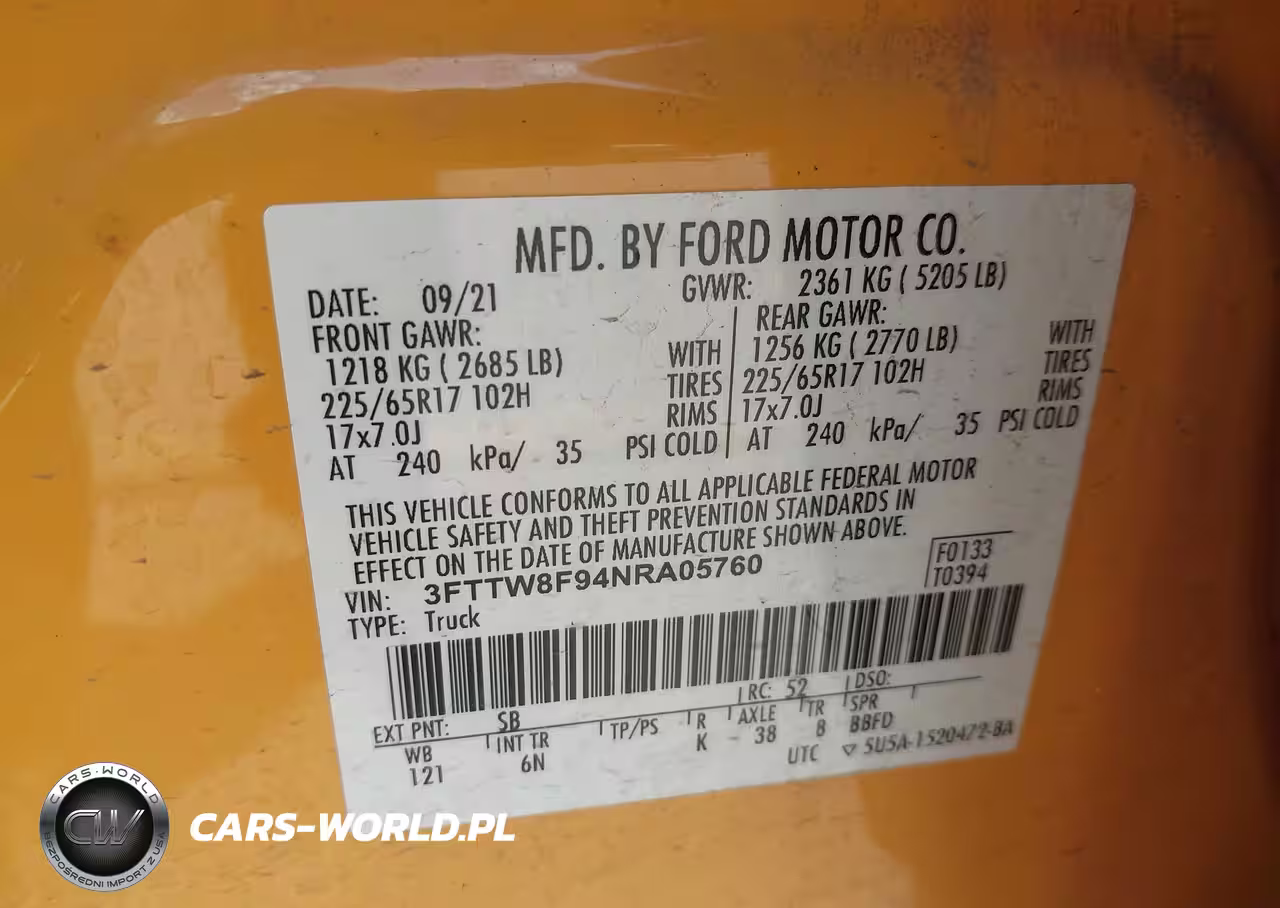 MFD. BY FORD MOTOR CO.
DATE: 09/21 GVWR: 2361 KG ( 5205 LB)
FRONT GAWR: REAR GAWR:
1218 KG ( 2685 LB) WITH 1256 KG ( 2770 LB) WITH
225/65R17 102H TIRES 225/65R17 102H TIRES
17x7.0J RIMS 17x7.0J RIMS
AT 240 kPa/ 35 PSI COLD AT 240 kPa/ 35 PSI COLD
THIS VEHICLE CONFORMS TO ALL APPLICABLE FEDERAL MOTOR
VEHICLE SAFETY AND THEFT PREVENTION STANDARDS IN
EFFECT ON THE DATE OF MANUFACTURE SHOWN ABOVE.
VIN: 3FTTW8F94NRA05760 F0133
TYPE: Truck T0394
EXT PNT: SB RC: 52 DSO:
WB INT TR TP/PS R AXLE TR SPR
121 6N K 38 8 BBFD
UTC ▽ 5U5A-1520472-BA
CARS-WORLD
CW
BEZPOŚREDNI IMPORT Z USA
CARS-WORLD.PL